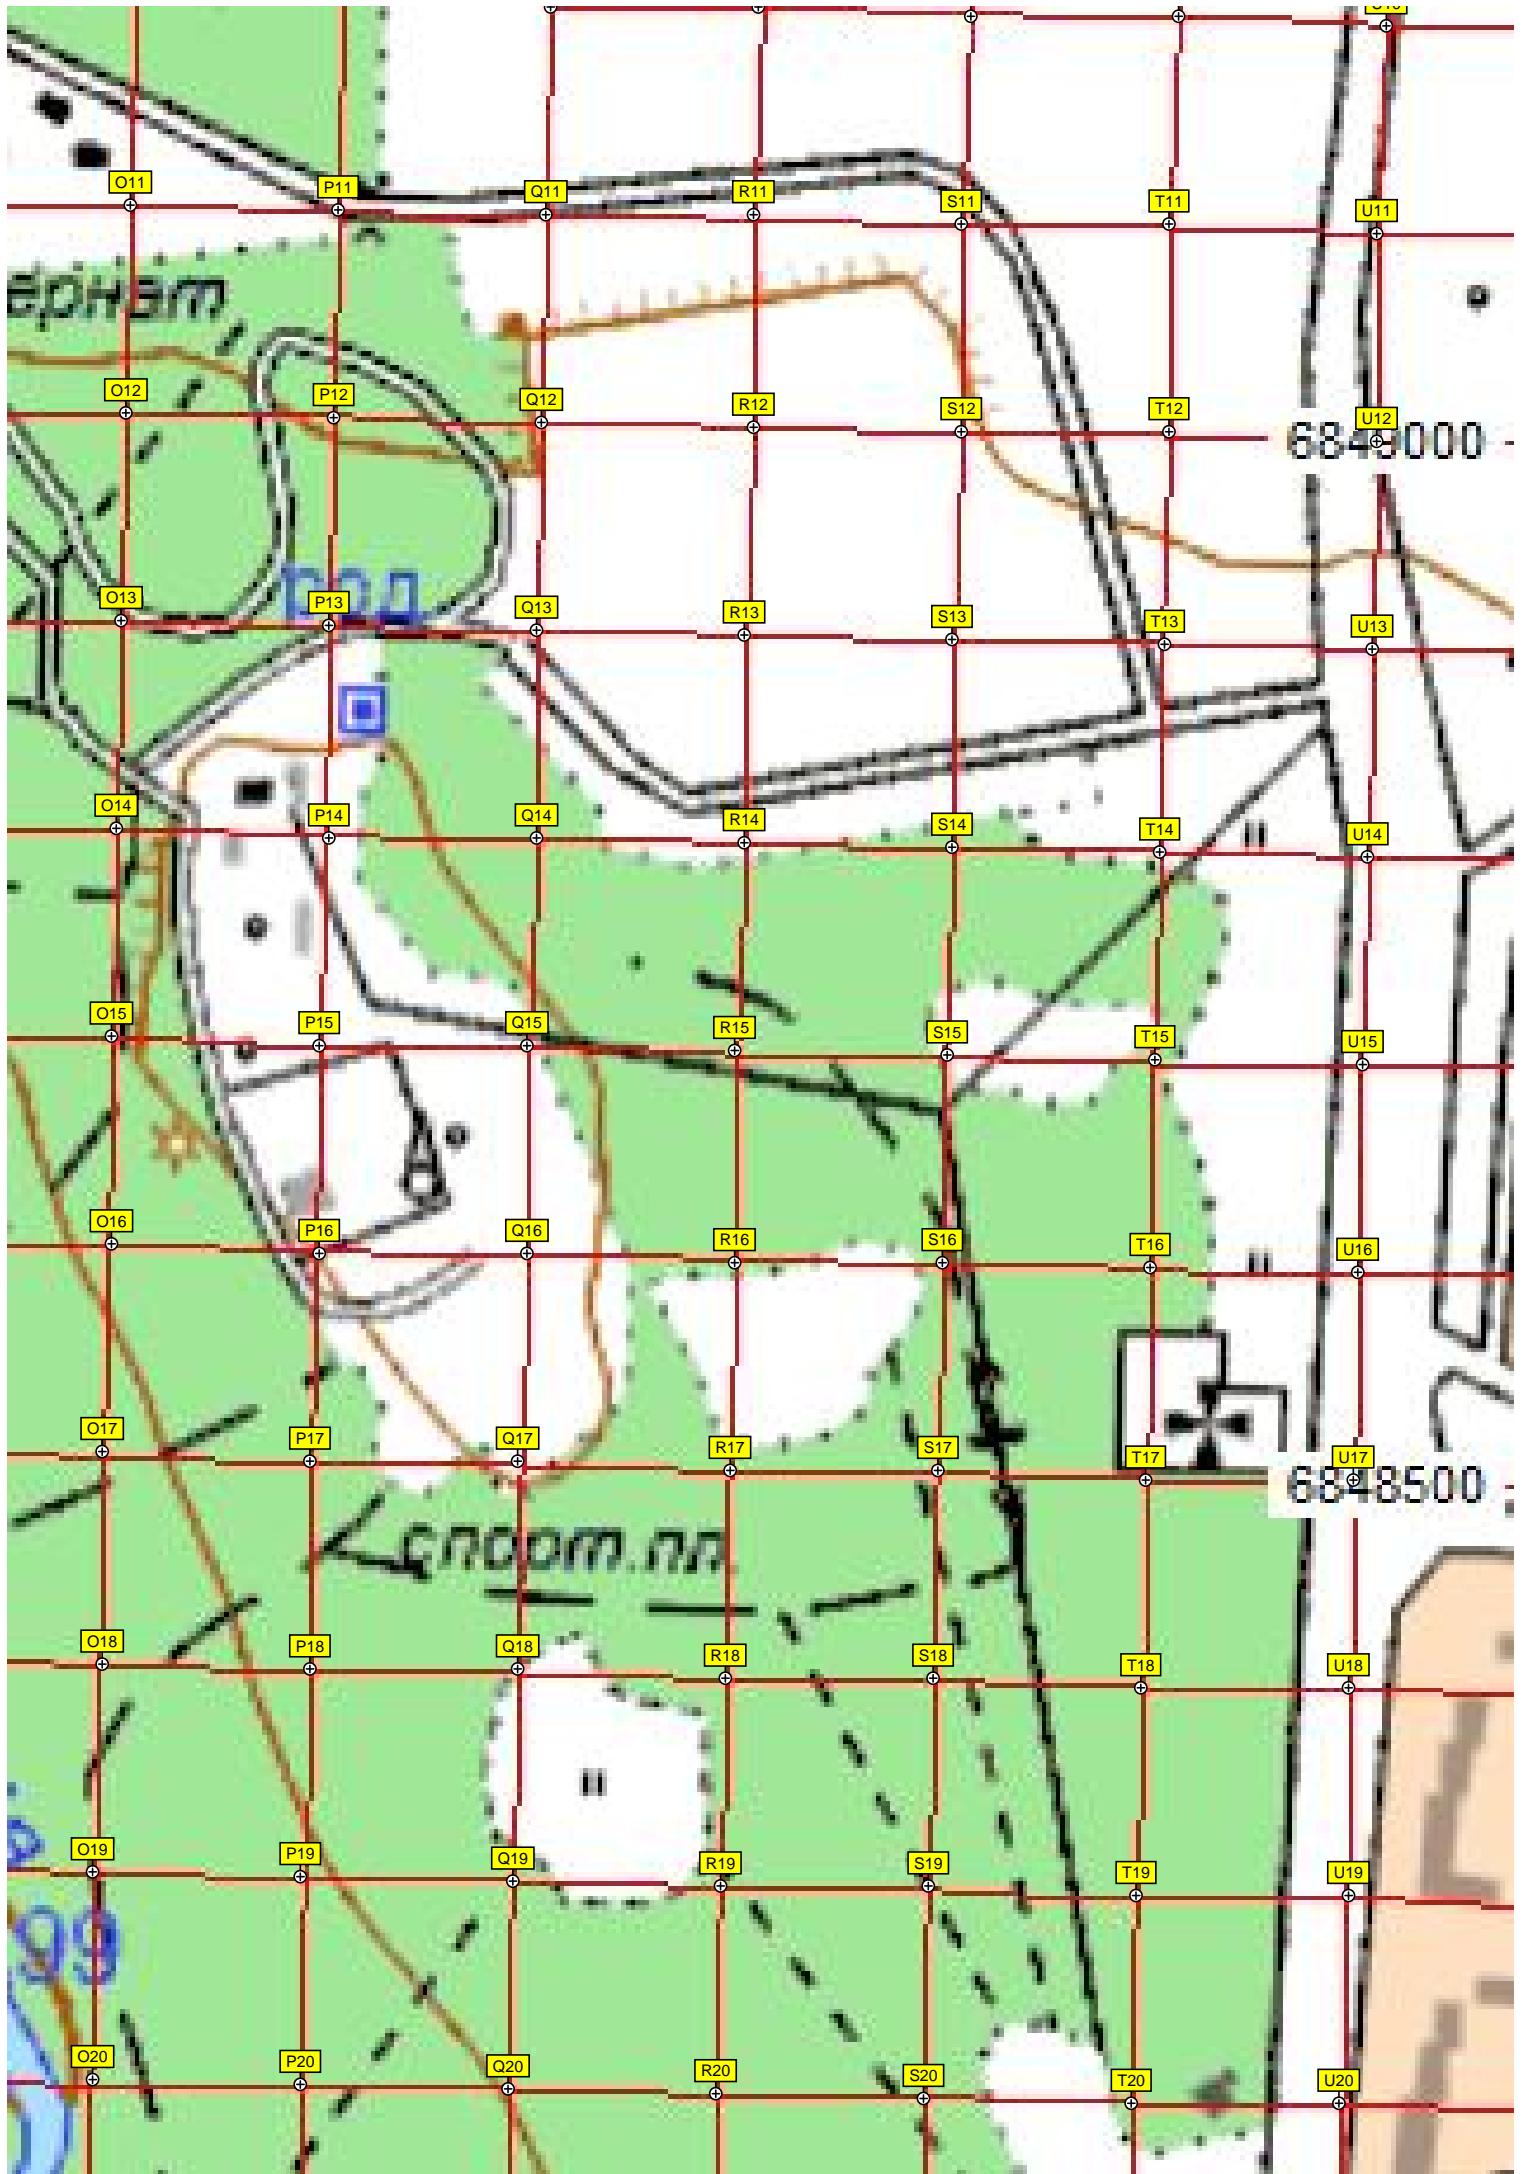 O11 P11 Q11 R11 S11 T11 U11
ернат
O12 P12 Q12 R12 S12 T12 U12
6849000
род
O13 P13 Q13 R13 S13 T13 U13
O14 P14 Q14 R14 S14 T14 U14
O15 P15 Q15 R15 S15 T15 U15
O16 P16 Q16 R16 S16 T16 U16
O17 P17 Q17 R17 S17 T17 U17
6848500
спорт.пл.
O18 P18 Q18 R18 S18 T18 U18
O19 P19 Q19 R19 S19 T19 U19
99
O20 P20 Q20 R20 S20 T20 U20